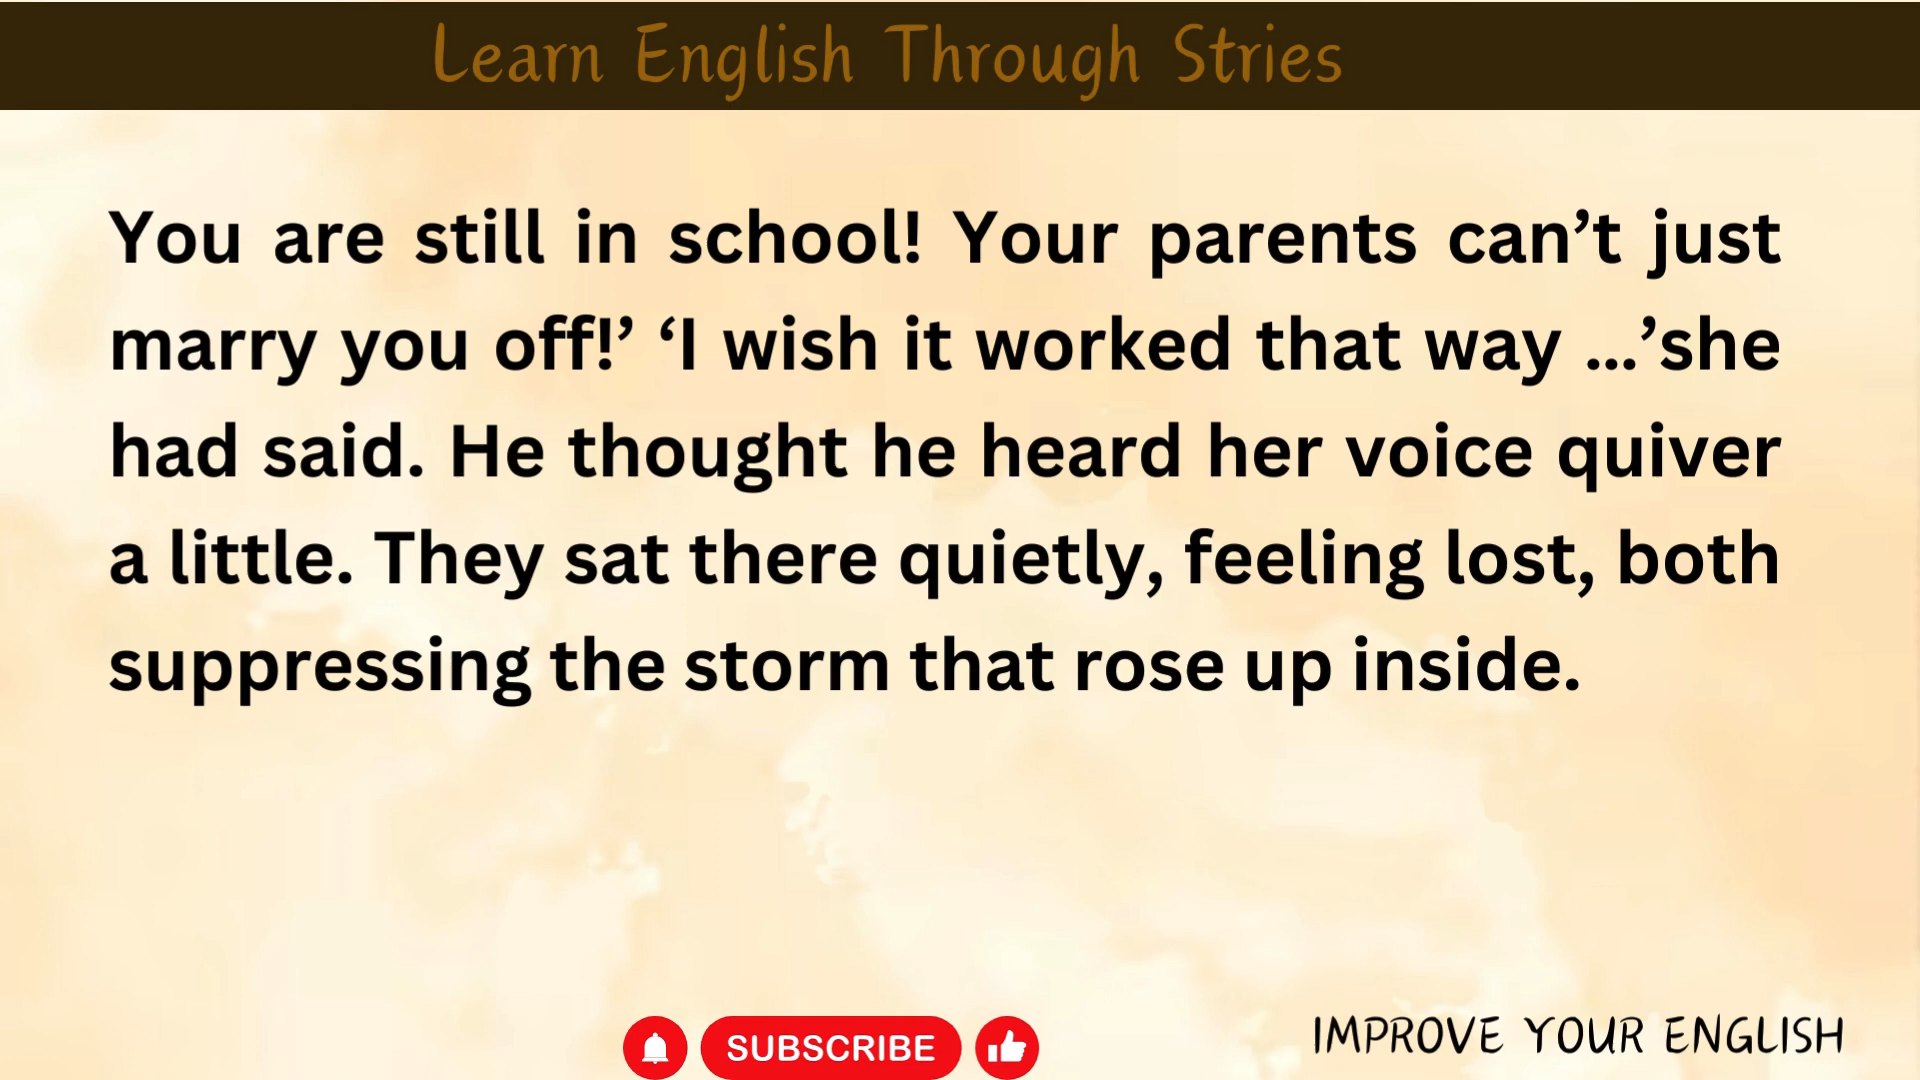 Learn English Through Stries
You are still in school! Your parents can’t just
marry you off!’ ‘I wish it worked that way ...’she
had said. He thought he heard her voice quiver
a little. They sat there quietly, feeling lost, both
suppressing the storm that rose up inside.
SUBSCRIBE
IMPROVE YOUR ENGLISH